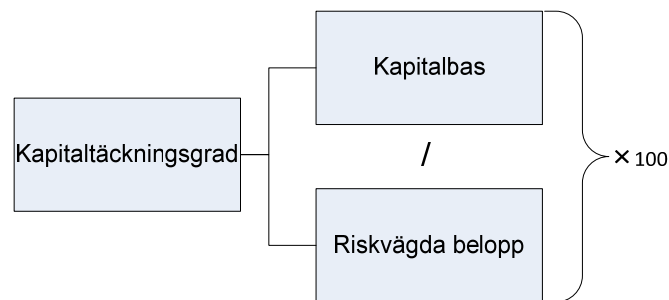 Kapitalbas
Kapitaltäckningsgrad
/
× 100
Riskvägda belopp